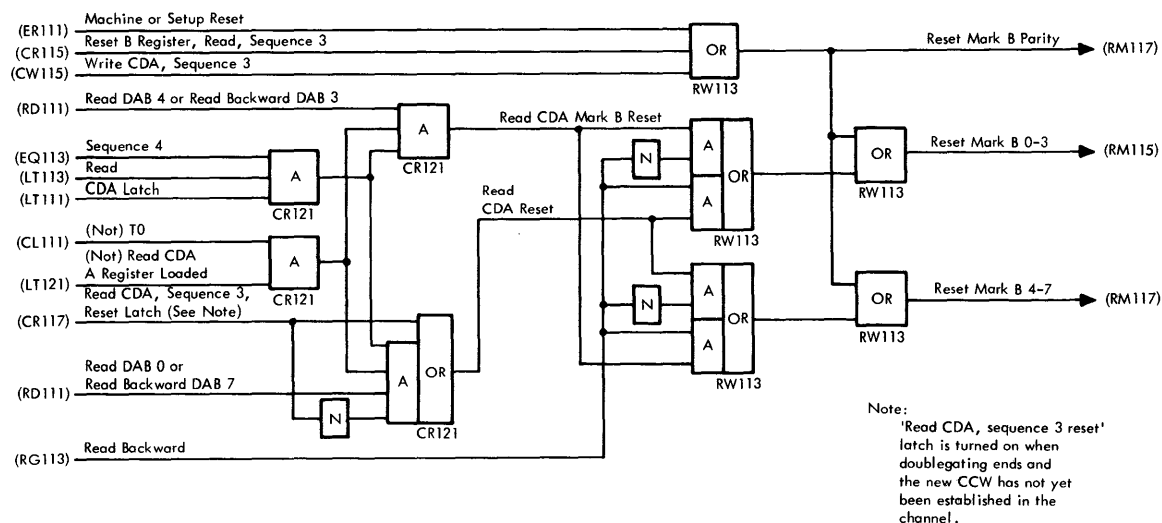 Machine or Setup Reset
(ER111)
Reset B Register, Read, Sequence 3
(CR115)
Write CDA, Sequence 3
(CW115)
OR
RW113
Reset Mark B Parity
(RM117)
Read DAB 4 or Read Backward DAB 3
(RD111)
A
CR121
Read CDA Mark B Reset
Sequence 4
(EQ113)
Read
(LT113)
CDA Latch
(LT111)
A
CR121
N
A
A
OR
RW113
OR
RW113
Reset Mark B 0-3
(RM115)
Read
CDA Reset
(Not) T0
(CL111)
(Not) Read CDA
A Register Loaded
(LT121)
A
CR121
Read CDA, Sequence 3,
Reset Latch (See Note)
(CR117)
N
A
A
OR
RW113
OR
RW113
Reset Mark B 4-7
(RM117)
Read DAB 0 or
Read Backward DAB 7
(RD111)
N
A
OR
CR121
Read Backward
(RG113)
Note:
'Read CDA, sequence 3 reset'
latch is turned on when
doublegating ends and
the new CCW has not yet
been established in the
channel.